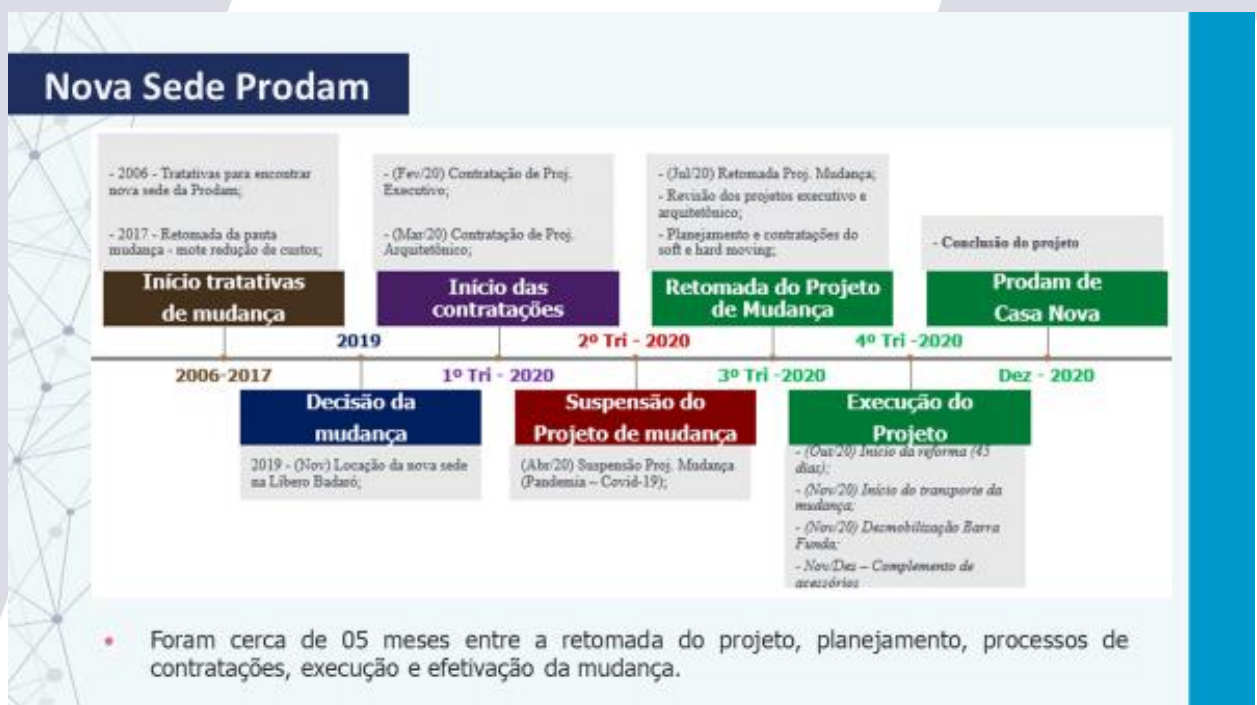 Nova Sede Prodam
- 2006 - Tratativas para encontrar
nova sede da Prodam;
- 2017 - Retomada da pauta
mudança - mote redução de custos;
Início tratativas
de mudança
2006-2017
2019
Decisão da
mudança
2019 - (Nov) Locação da nova sede
na Líbero Badaró;
- (Fev/20) Contratação de Proj.
Executivo;
- (Mar/20) Contratação de Proj.
Arquitetônico;
Início das
contratações
1º Tri - 2020
2º Tri - 2020
Suspensão do
Projeto de mudança
(Abr/20) Suspensão Proj. Mudança
(Pandemia – Covid-19);
- (Jul/20) Retomada Proj. Mudança;
- Revisão dos projetos executivo e
arquitetônico;
- Planejamento e contratações do
soft e hard moving;
Retomada do Projeto
de Mudança
3º Tri -2020
4º Tri -2020
Execução do
Projeto
- (Out/20) Início da reforma (45
dias);
- (Nov/20) Início do transporte da
mudança;
- (Nov/20) Desmobilização Barra
Funda;
- Nov/Dez – Complemento de
acessórios
- Conclusão do projeto
Prodam de
Casa Nova
Dez - 2020
• Foram cerca de 05 meses entre a retomada do projeto, planejamento, processos de
contratações, execução e efetivação da mudança.